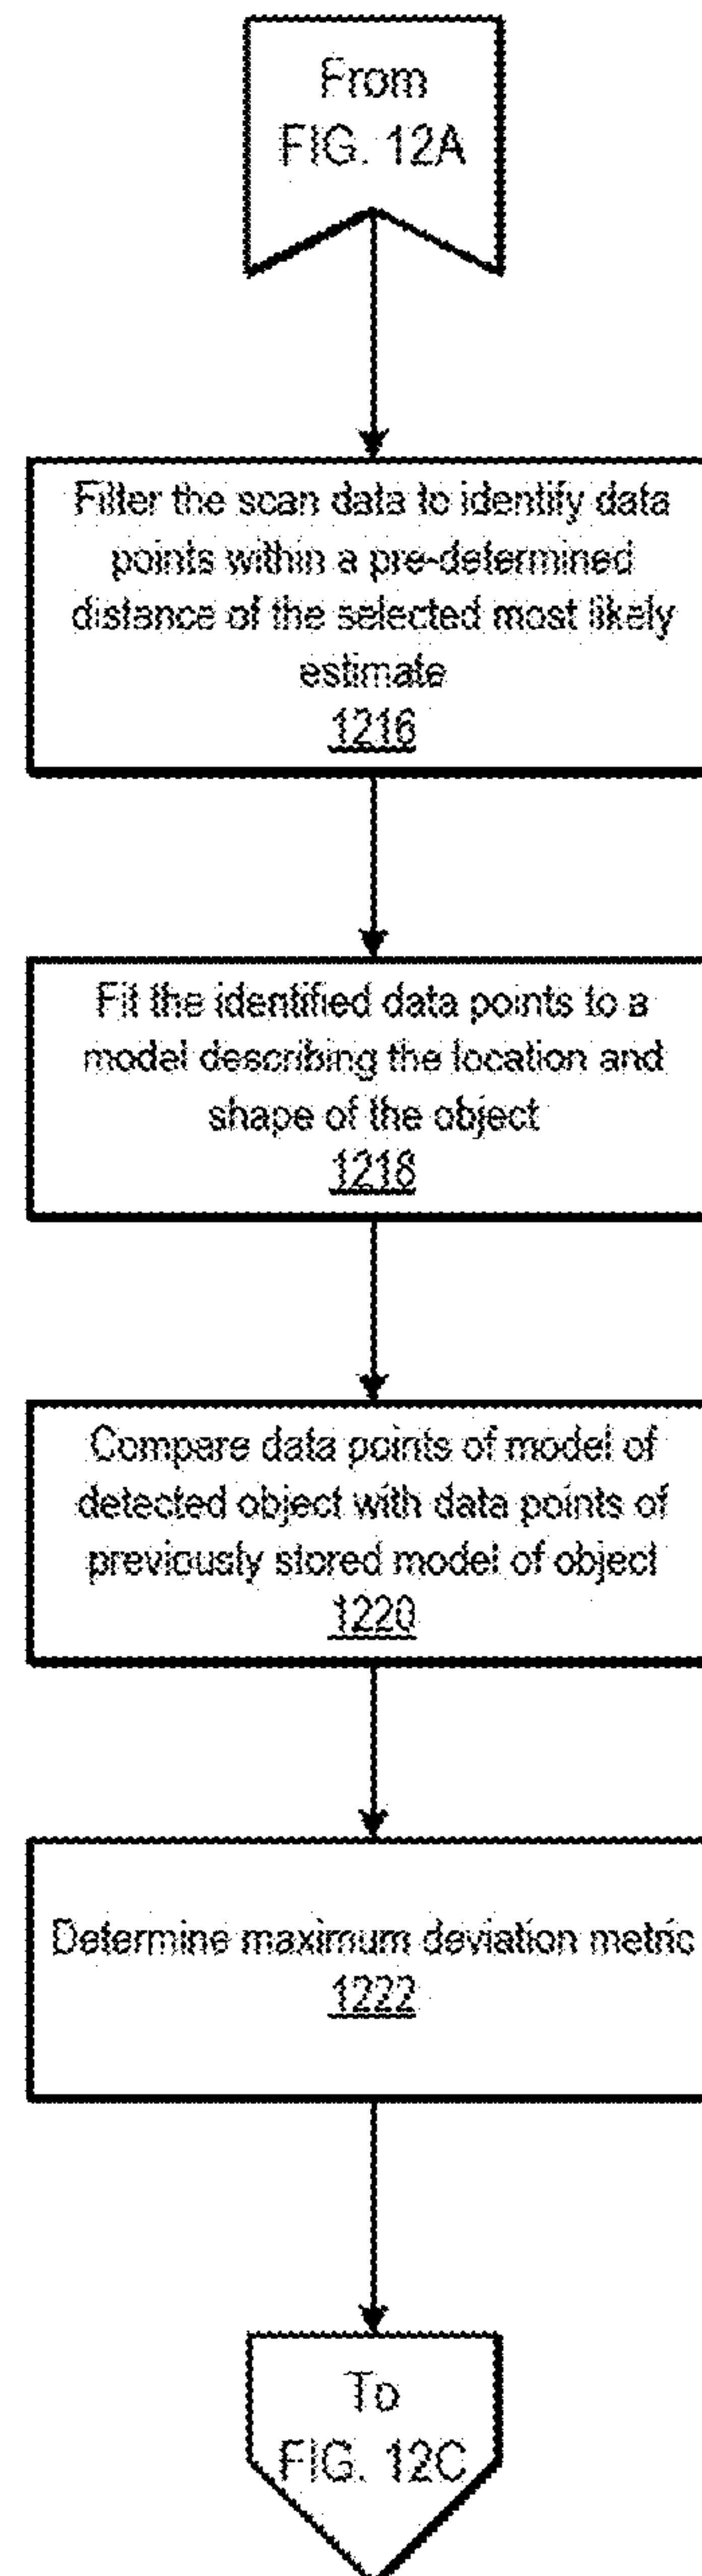 From
FIG. 12A
Filter the scan data to identify data
points within a pre-determined
distance of the selected most likely
estimate
1216
Fit the identified data points to a
model describing the location and
shape of the object
1218
Compare data points of model of
detected object with data points of
previously stored model of object
1220
Determine maximum deviation metric
1222
To
FIG. 12C